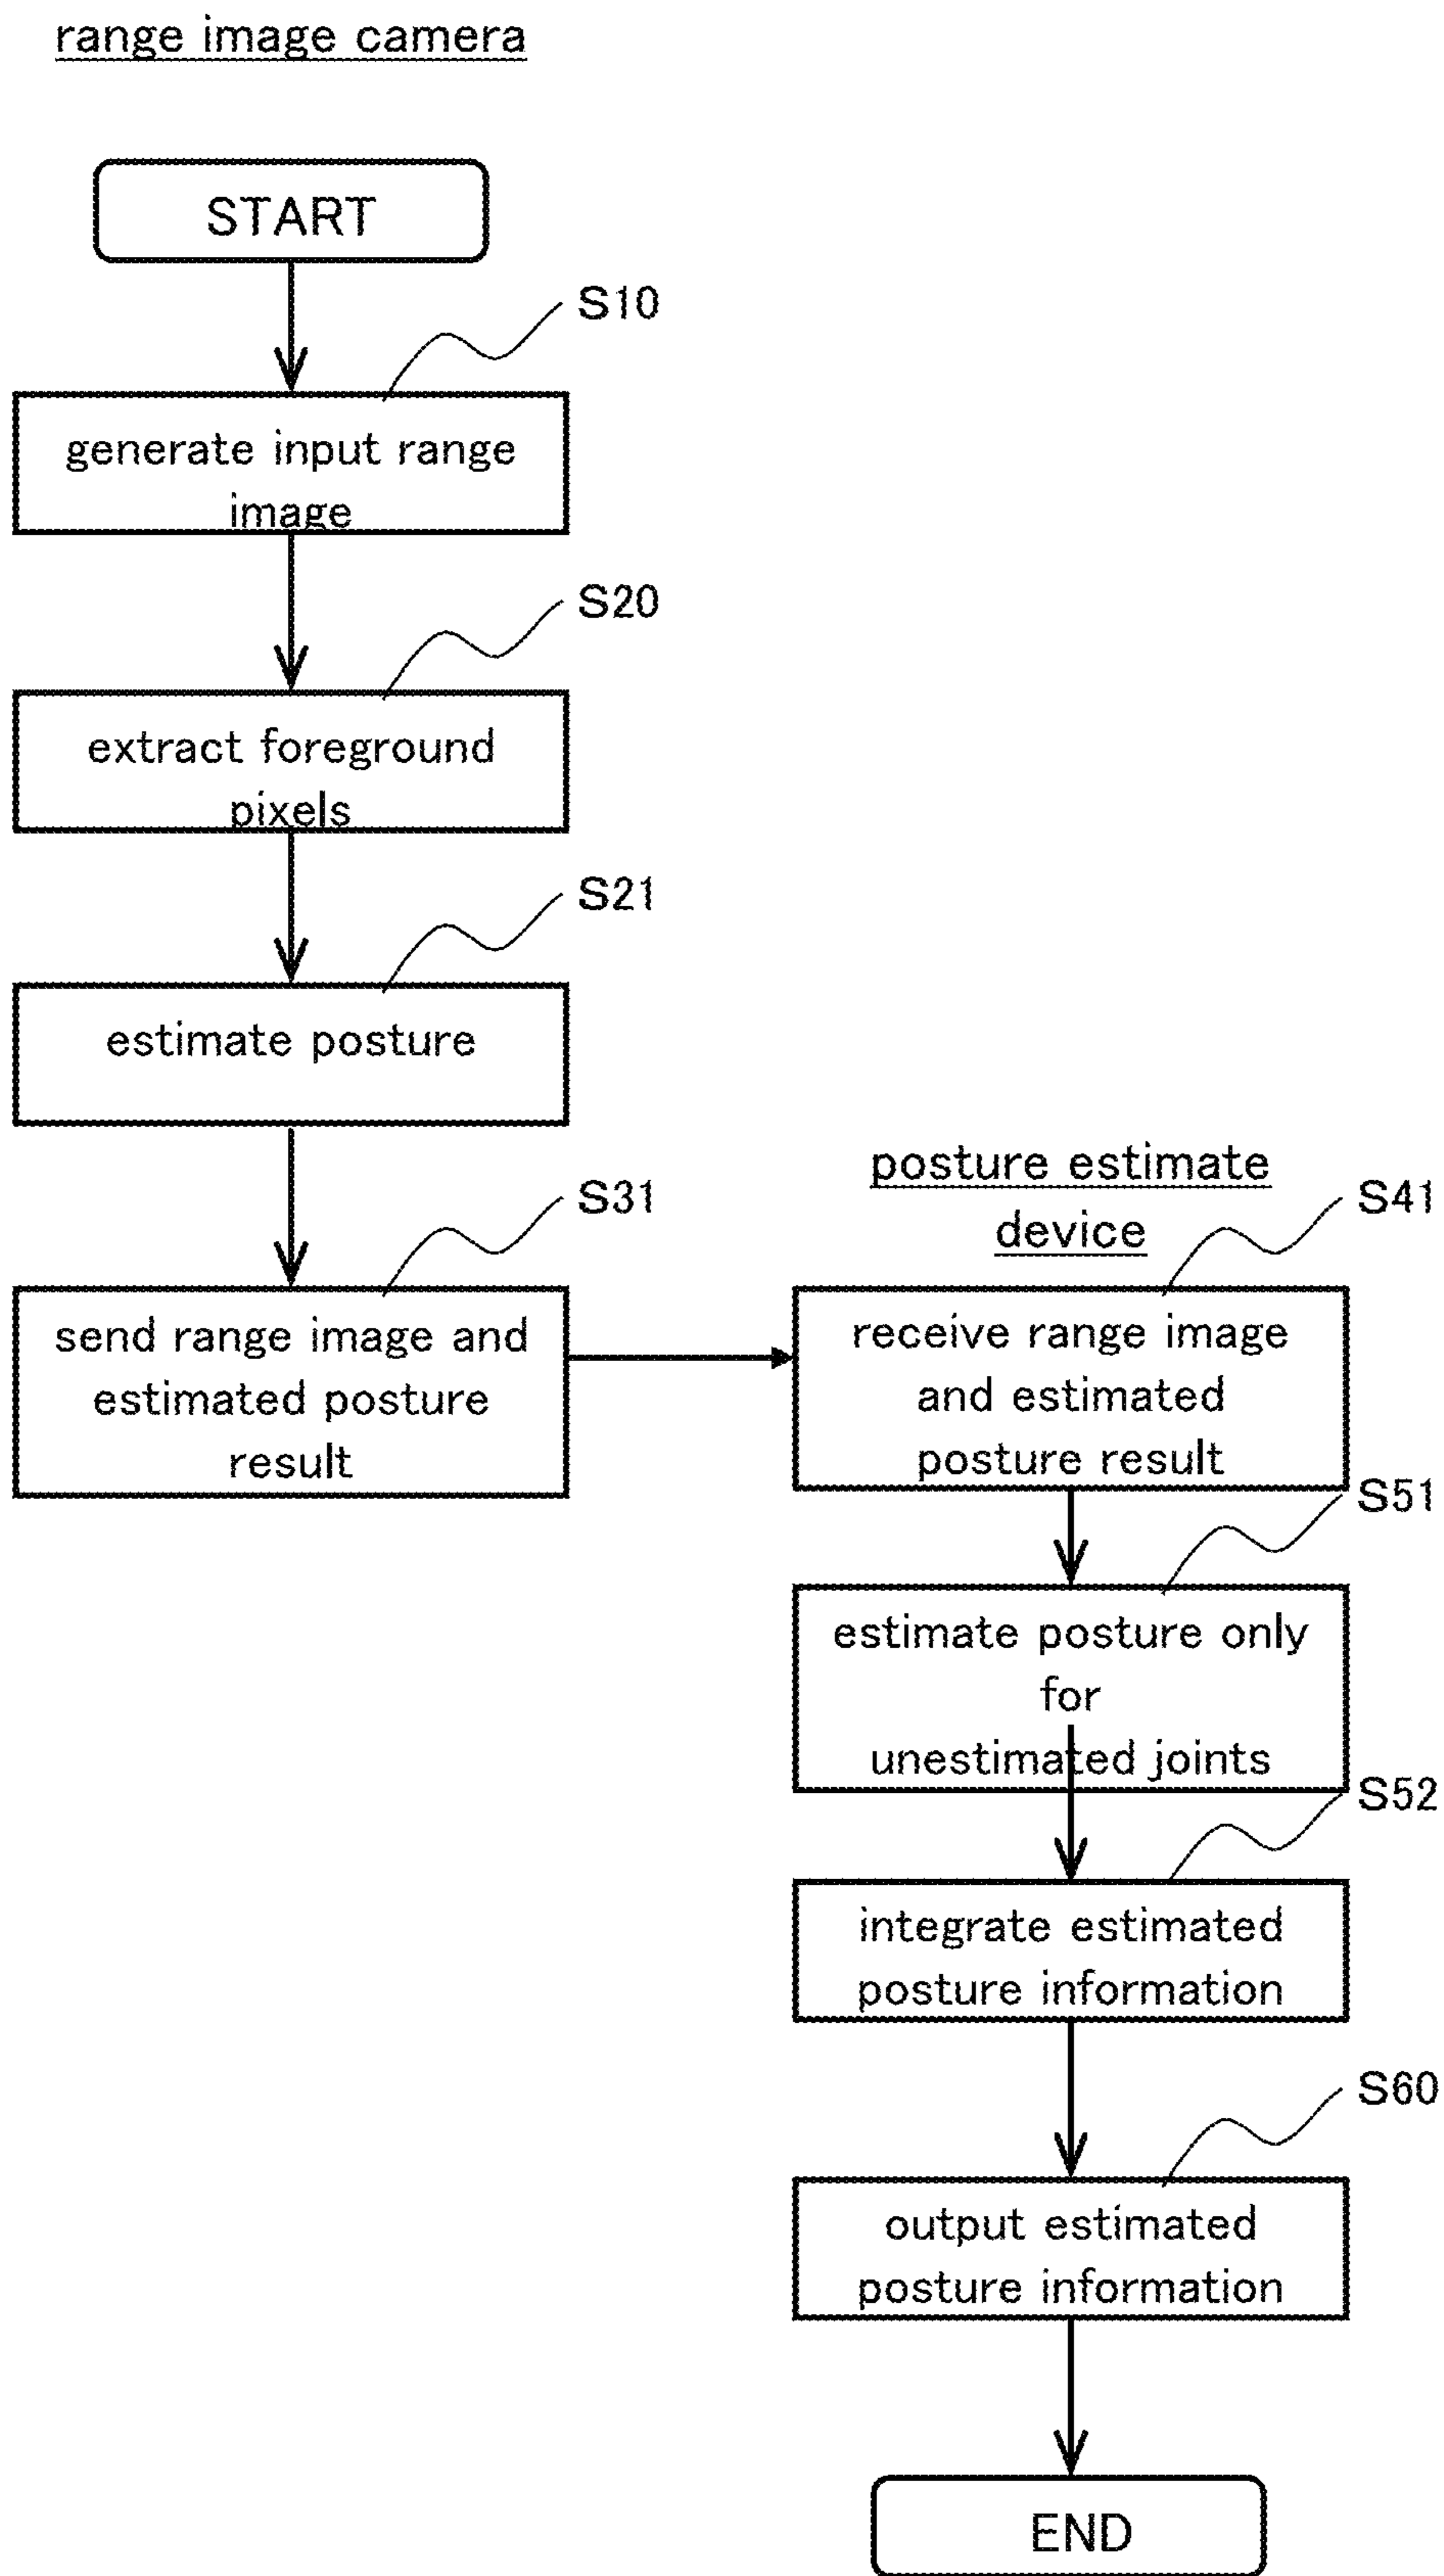 range image camera
START
S10
generate input range
image
S20
extract foreground
pixels
S21
estimate posture
S31
send range image and
estimated posture
result
posture estimate
device
S41
receive range image
and estimated
posture result
S51
estimate posture only
for
unestimated joints
S52
integrate estimated
posture information
S60
output estimated
posture information
END